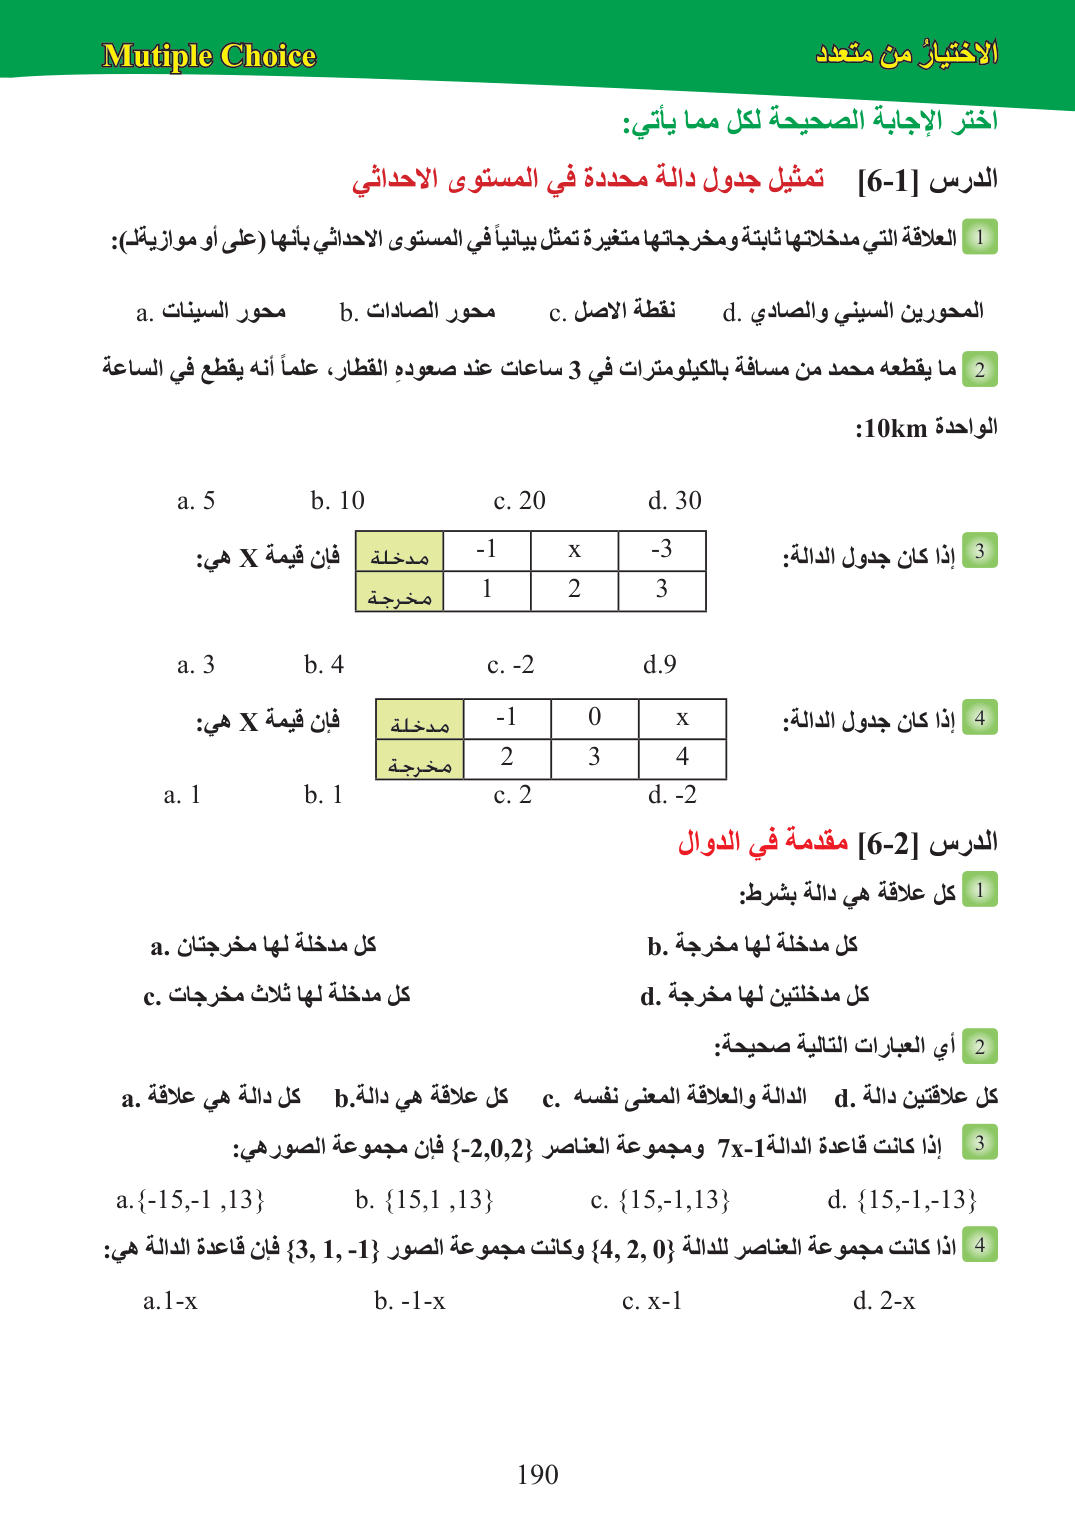 الاختيارُ من متعدد Mutiple Choice
اختر الإجابة الصحيحة لكل مما يأتي:
الدرس [6-1] تمثيل جدول دالة محددة في المستوى الاحداثي
1 العلاقة التي مدخلاتها ثابتة ومخرجاتها متغيرة تمثل بيانياً في المستوى الاحداثي بأنها (على أو موازيةلـ):
a. محور السينات b. محور الصادات c. نقطة الاصل d. المحورين السيني والصادي
2 ما يقطعه محمد من مسافة بالكيلومترات في 3 ساعات عند صعودهِ القطار، علماً أنه يقطع في الساعة
الواحدة 10km:
a. 5 b. 10 c. 20 d. 30
3 إذا كان جدول الدالة: فإن قيمة X هي:
مدخلة -1 x -3
مخرجة 1 2 3
a. 3 b. 4 c. -2 d.9
4 إذا كان جدول الدالة: فإن قيمة X هي:
مدخلة -1 0 x
مخرجة 2 3 4
a. 1 b. 1 c. 2 d. -2
الدرس [6-2] مقدمة في الدوال
1 كل علاقة هي دالة بشرط:
a. كل مدخلة لها مخرجتان b. كل مدخلة لها مخرجة
c. كل مدخلة لها ثلاث مخرجات d. كل مدخلتين لها مخرجة
2 أي العبارات التالية صحيحة:
a. كل دالة هي علاقة b.كل علاقة هي دالة c. الدالة والعلاقة المعنى نفسه d. كل علاقتين دالة
3 إذا كانت قاعدة الدالة7x-1 ومجموعة العناصر {-2,0,2} فإن مجموعة الصورهي:
a.{-15,-1 ,13} b. {15,1 ,13} c. {15,-1,13} d. {15,-1,-13}
4 اذا كانت مجموعة العناصر للدالة {4, 2, 0} وكانت مجموعة الصور {3, 1, -1} فإن قاعدة الدالة هي:
a.1-x b. -1-x c. x-1 d. 2-x
190